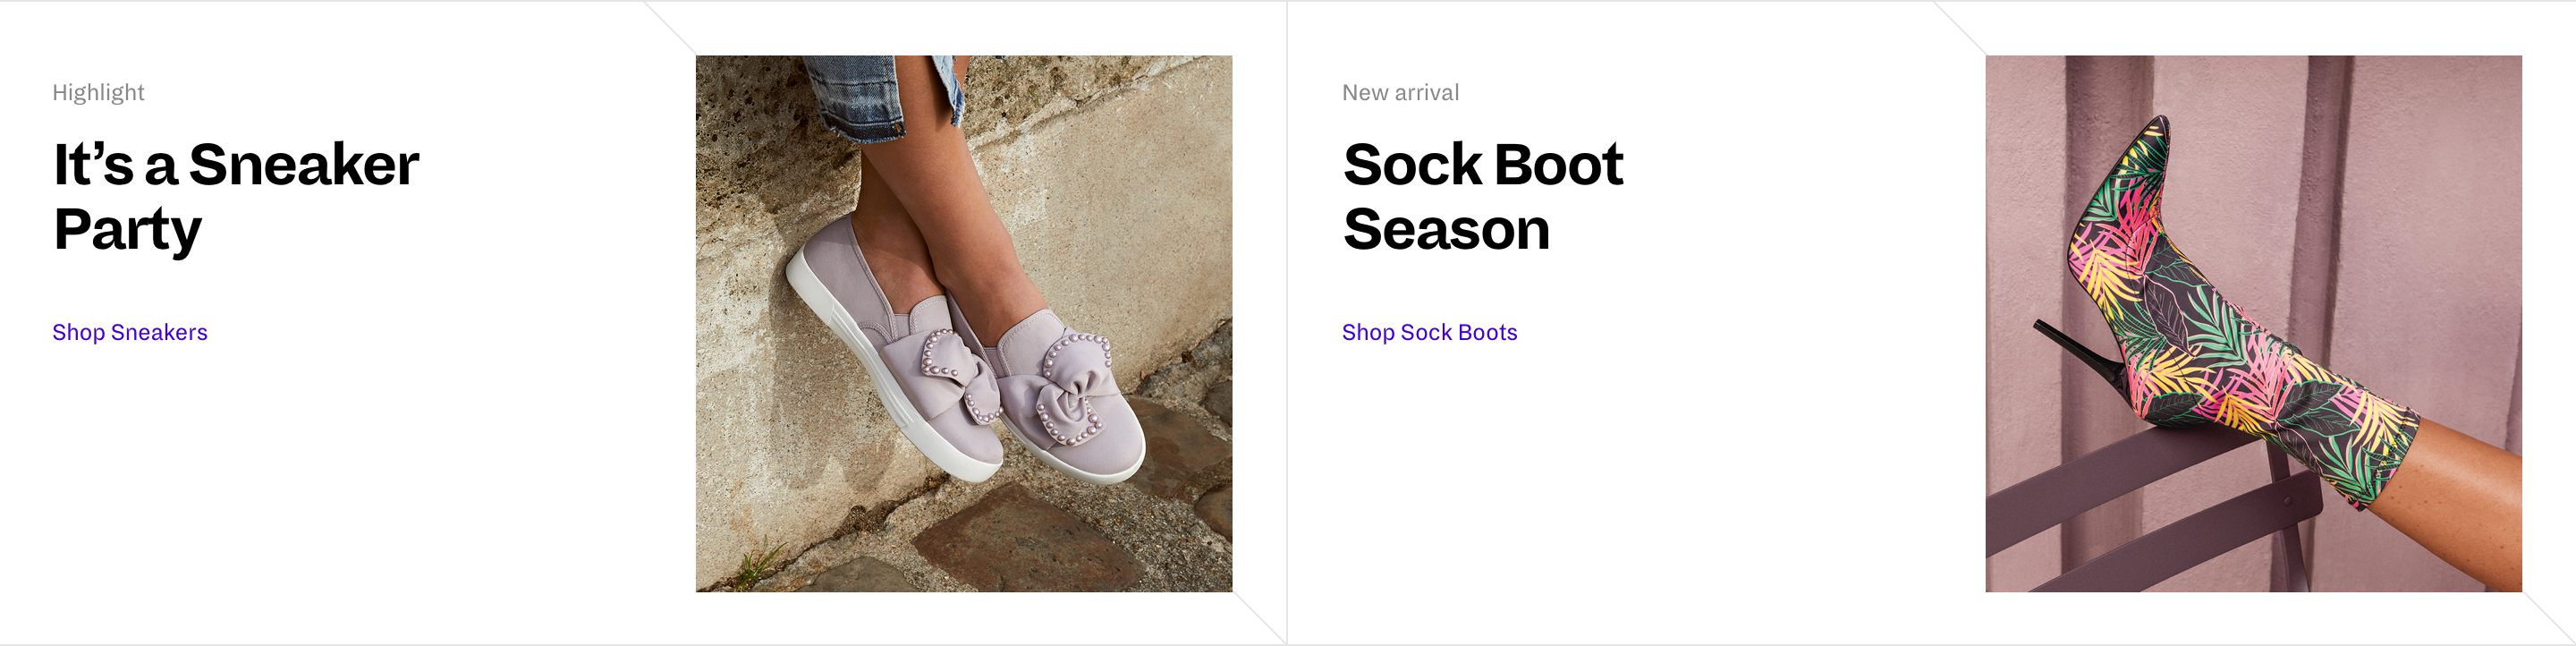 Highlight
It’s a Sneaker
Party
Shop Sneakers
New arrival
Sock Boot
Season
Shop Sock Boots